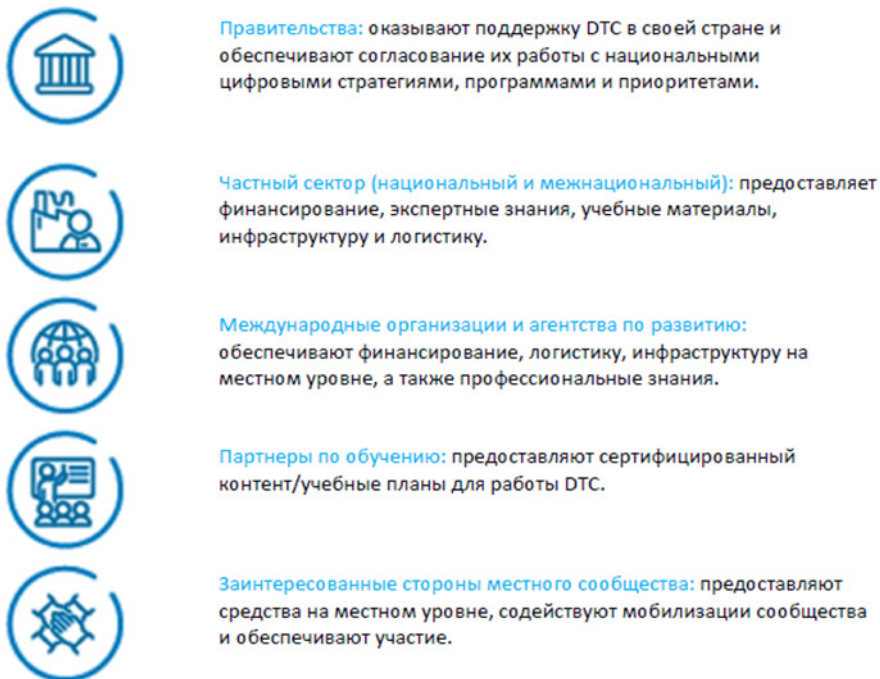 Правительства: оказывают поддержку DTC в своей стране и
обеспечивают согласование их работы с национальными
цифровыми стратегиями, программами и приоритетами.
Частный сектор (национальный и межнациональный): предоставляет
финансирование, экспертные знания, учебные материалы,
инфраструктуру и логистику.
Международные организации и агентства по развитию:
обеспечивают финансирование, логистику, инфраструктуру на
местном уровне, а также профессиональные знания.
Партнеры по обучению: предоставляют сертифицированный
контент/учебные планы для работы DTC.
Заинтересованные стороны местного сообщества: предоставляют
средства на местном уровне, содействуют мобилизации сообщества
и обеспечивают участие.